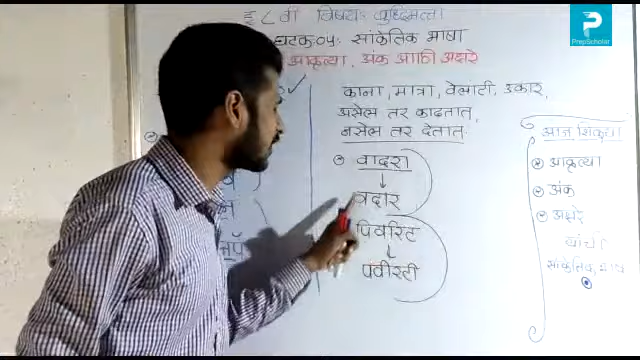 इ ८ वी विषय: बुद्धिमत्ता
घटक:०५: सांकेतिक भाषा
आकृत्या, अंक आणि अक्षरे
काना, मात्रा, वेलांटी, उकार,
असेल तर काढतात,
नसेल तर देतात
वादरा
वदार
पिवरिट
पवीरटी
आज शिकूया
आकृत्या
अंक
अक्षरे
यांची
सांकेतिक भाषा
PrepScholar